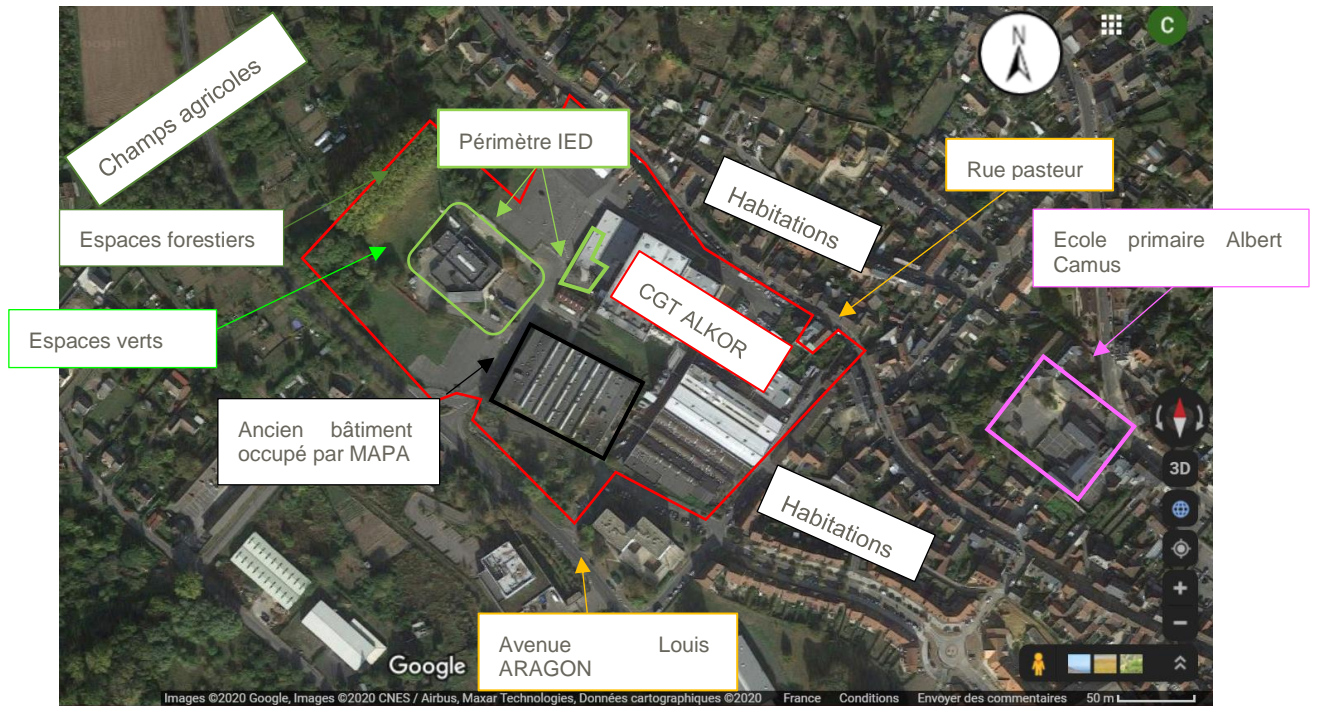 N
C
Champs agricoles
Périmètre IED
Rue pasteur
Habitations
Espaces forestiers
Ecole primaire Albert
Camus
CGT ALKOR
Espaces verts
Ancien bâtiment
occupé par MAPA
3D
Habitations
Avenue Louis
ARAGON
Google
Images ©2020 Google, Images ©2020 CNES / Airbus, Maxar Technologies, Données cartographiques ©2020 France Conditions Envoyer des commentaires 50 m